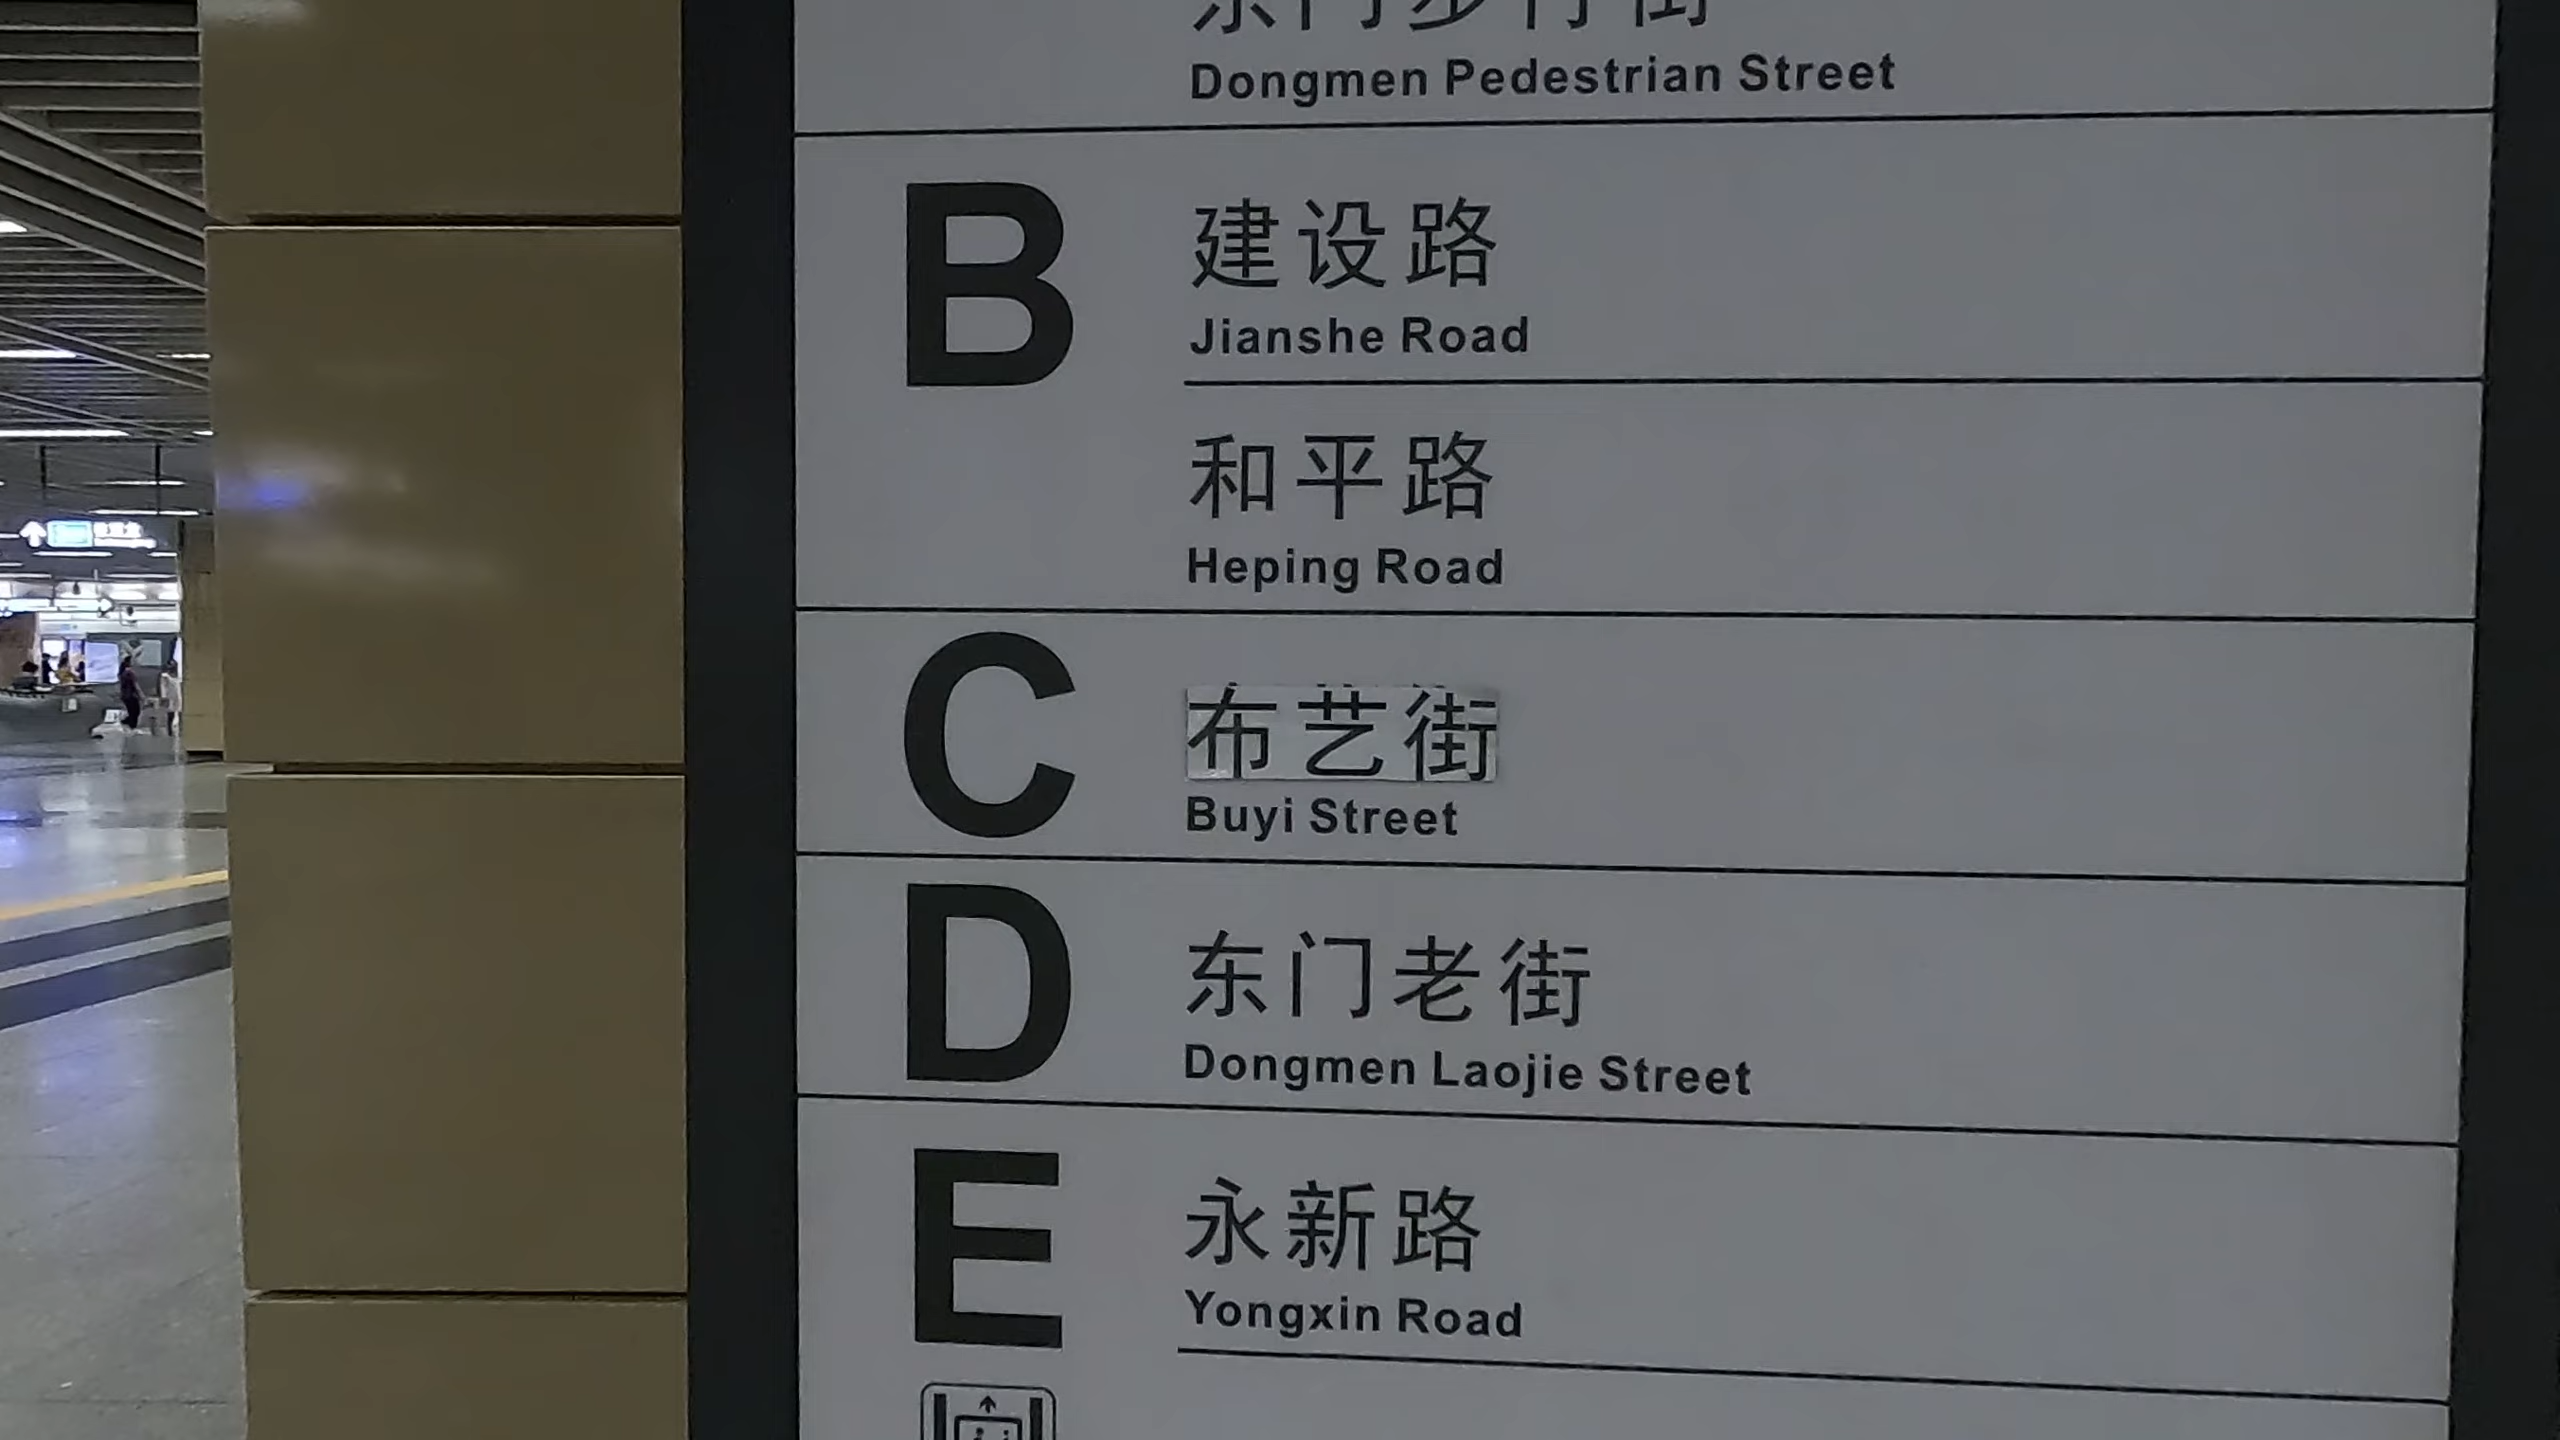 东门步行街
Dongmen Pedestrian Street
B
建设路
Jianshe Road
和平路
Heping Road
C
布艺街
Buyi Street
D
东门老街
Dongmen Laojie Street
E
永新路
Yongxin Road